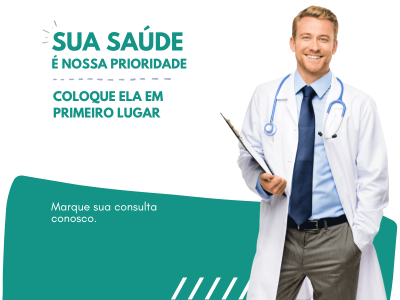 SUA SAÚDE
É NOSSA PRIORIDADE
COLOQUE ELA EM
PRIMEIRO LUGAR
Marque sua consulta
conosco.